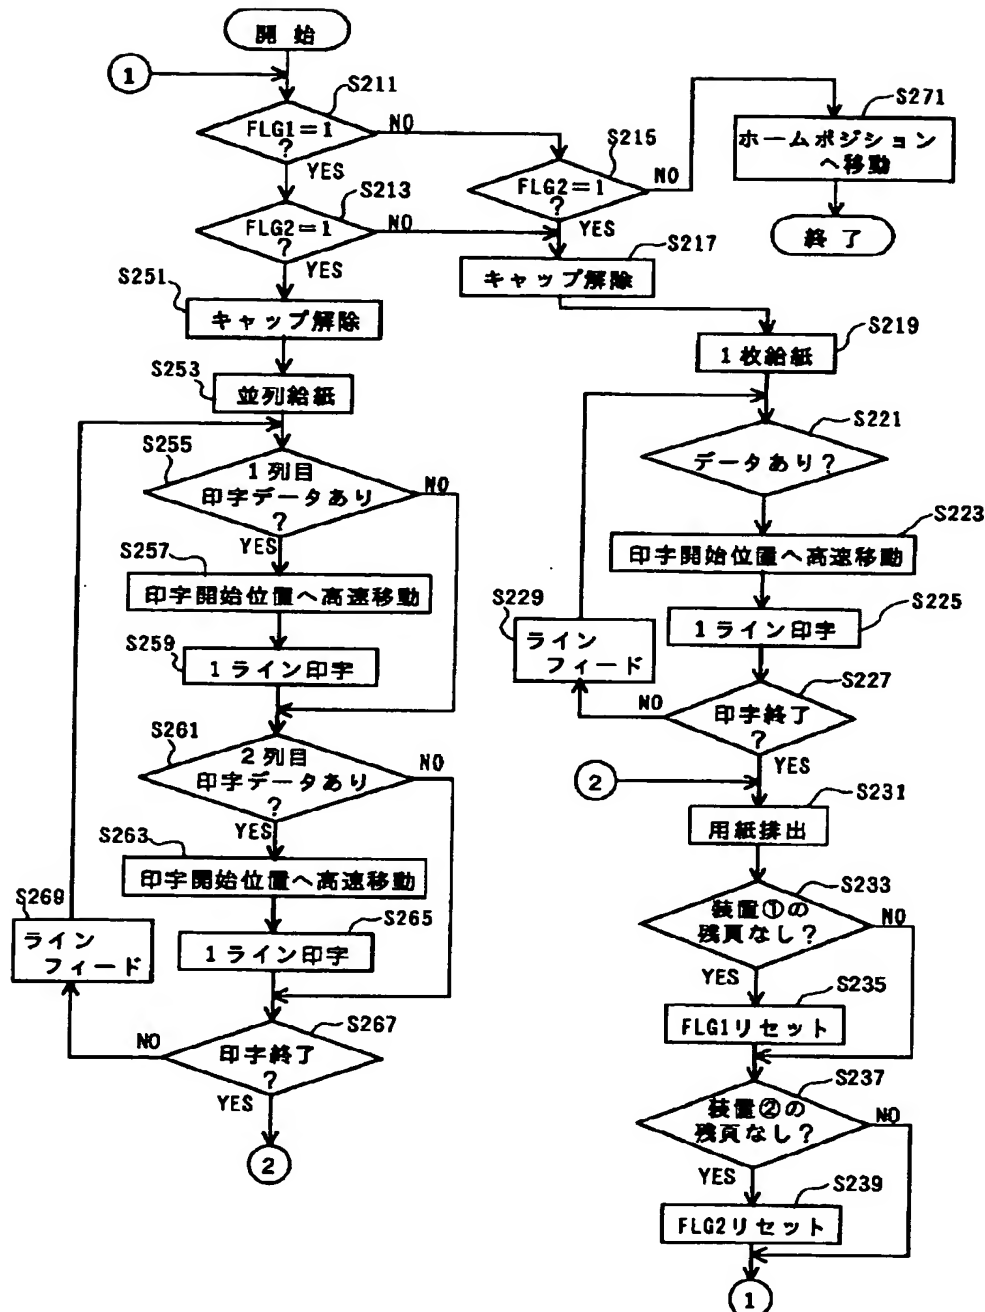 開始
1
S211
FLG1=1
?
NO
YES
S213
FLG2=1
?
NO
YES
S215
FLG2=1
?
NO
YES
S271
ホームポジション
へ移動
終了
S217
キャップ解除
S219
1枚給紙
S221
データあり?
S223
印字開始位置へ高速移動
S225
1ライン印字
S227
印字終了
?
NO
YES
S229
ライン
フィード
2
S231
用紙排出
S233
装置①の
残頁なし?
NO
YES
S235
FLG1リセット
S237
装置②の
残頁なし?
NO
YES
S239
FLG2リセット
1
S251
キャップ解除
S253
並列給紙
S255
1列目
印字データあり
?
NO
YES
S257
印字開始位置へ高速移動
S259
1ライン印字
S261
2列目
印字データあり
?
NO
YES
S263
印字開始位置へ高速移動
S265
1ライン印字
S267
印字終了
?
NO
YES
S269
ライン
フィード
2